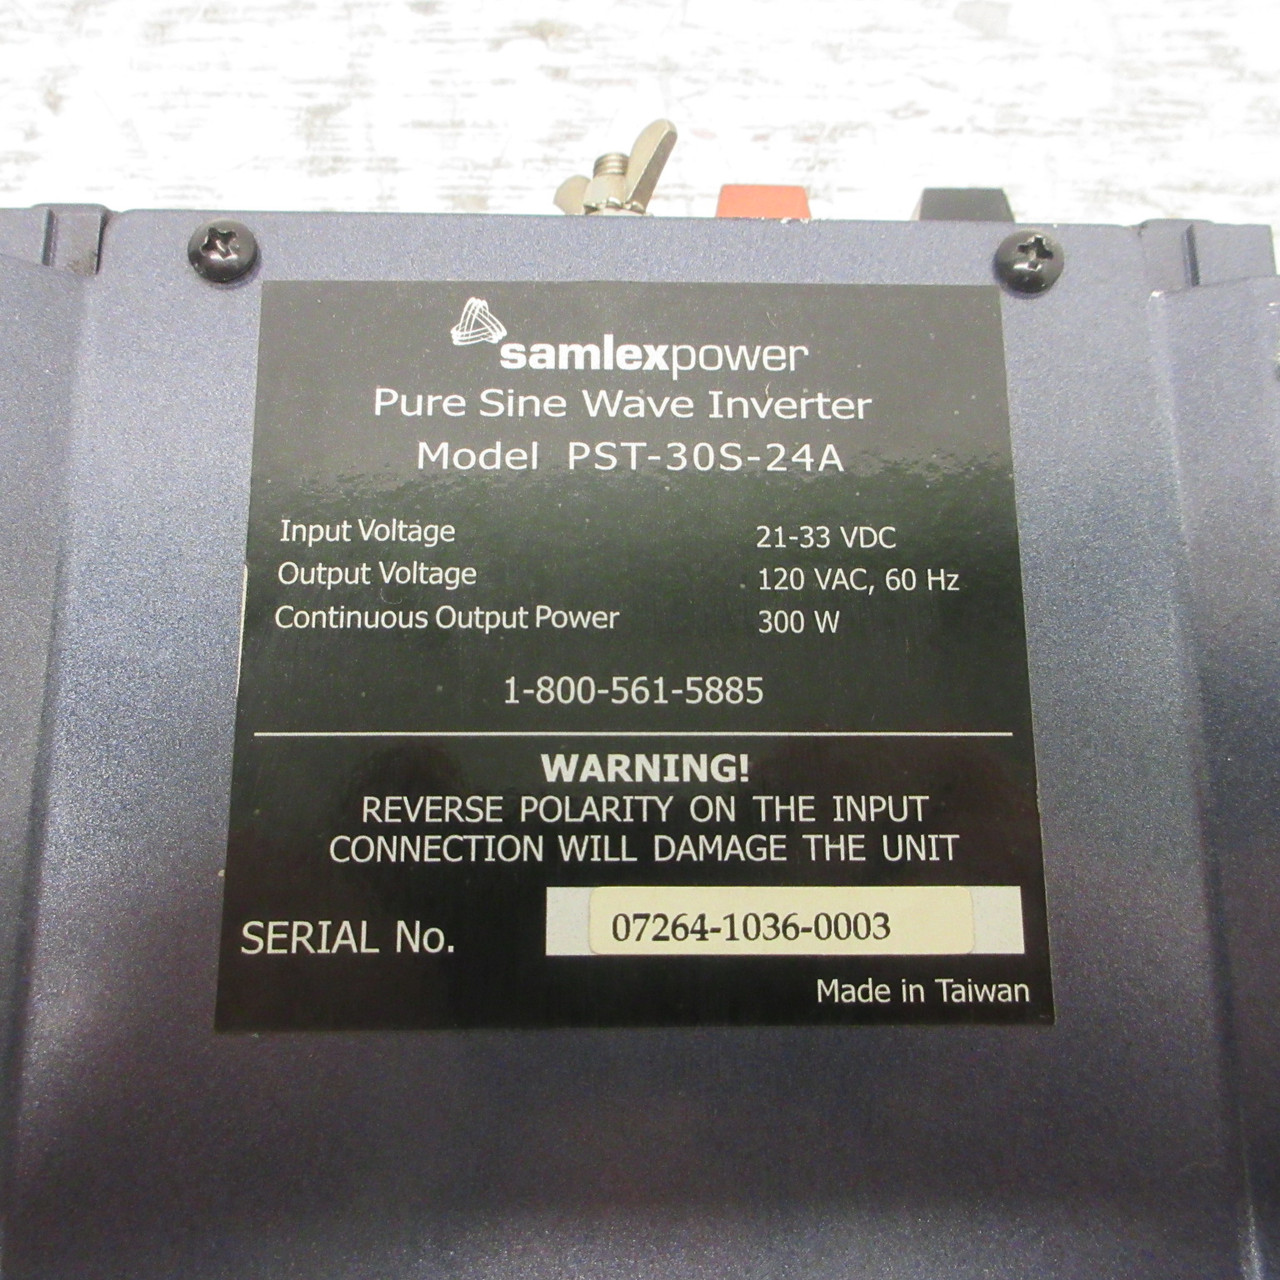 samlexpower
Pure Sine Wave Inverter
Model PST-30S-24A
Input Voltage 21-33 VDC
Output Voltage 120 VAC, 60 Hz
Continuous Output Power 300 W
1-800-561-5885
WARNING!
REVERSE POLARITY ON THE INPUT
CONNECTION WILL DAMAGE THE UNIT
SERIAL No. 07264-1036-0003
Made in Taiwan